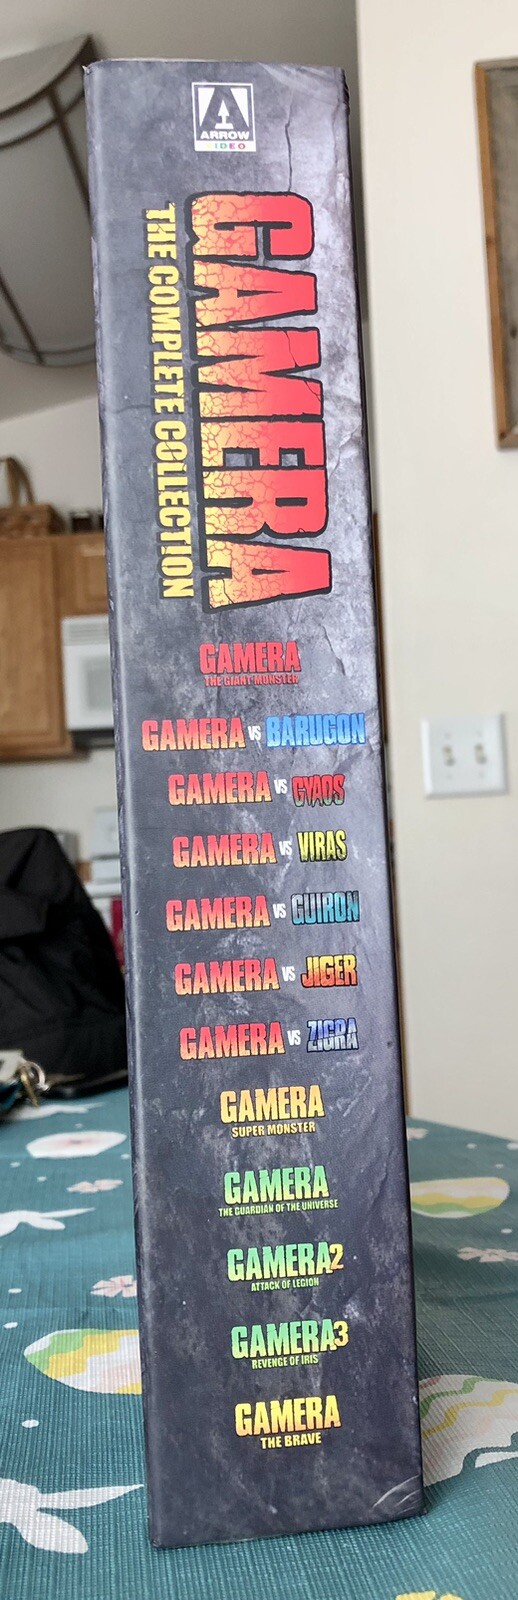 ARROW
VIDEO
GAMERA
THE COMPLETE COLLECTION
GAMERA
THE GIANT MONSTER
GAMERA VS BARUGON
GAMERA VS GYAOS
GAMERA VS VIRAS
GAMERA VS GUIRON
GAMERA VS JIGER
GAMERA VS ZIGRA
GAMERA
SUPER MONSTER
GAMERA
THE GUARDIAN OF THE UNIVERSE
GAMERA2
ATTACK OF LEGION
GAMERA3
REVENGE OF IRIS
GAMERA
THE BRAVE